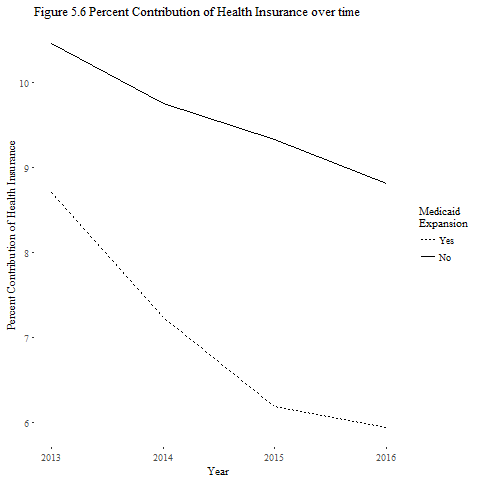 Figure 5.6 Percent Contribution of Health Insurance over time
Percent Contribution of Health Insurance
10
9
8
7
6
2013
2014
2015
2016
Year
Medicaid
Expansion
Yes
No